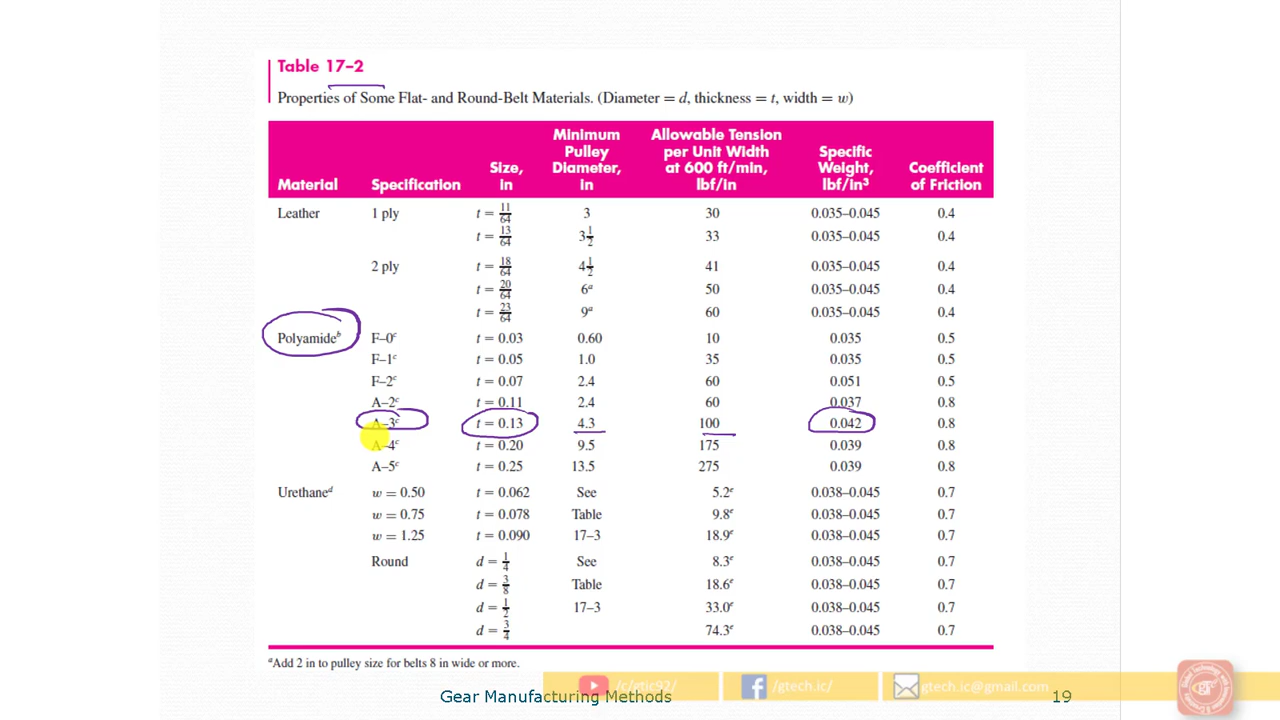 Table 17–2
Properties of Some Flat- and Round-Belt Materials. (Diameter = d, thickness = t, width = w)
Material Specification Size, in Minimum Pulley Diameter, in Allowable Tension per Unit Width at 600 ft/min, lbf/in Specific Weight, lbf/in³ Coefficient of Friction
Leather 1 ply t = 11/64 3 30 0.035–0.045 0.4
t = 13/64 3 1/2 33 0.035–0.045 0.4
2 ply t = 18/64 4 1/2 41 0.035–0.045 0.4
t = 20/64 6ᵃ 50 0.035–0.045 0.4
t = 23/64 9ᵃ 60 0.035–0.045 0.4
Polyamideᵇ F–0ᶜ t = 0.03 0.60 10 0.035 0.5
F–1ᶜ t = 0.05 1.0 35 0.035 0.5
F–2ᶜ t = 0.07 2.4 60 0.051 0.5
A–2ᶜ t = 0.11 2.4 60 0.037 0.8
A–3ᶜ t = 0.13 4.3 100 0.042 0.8
A–4ᶜ t = 0.20 9.5 175 0.039 0.8
A–5ᶜ t = 0.25 13.5 275 0.039 0.8
Urethaneᵈ w = 0.50 t = 0.062 See 5.2ᵉ 0.038–0.045 0.7
w = 0.75 t = 0.078 Table 9.8ᵉ 0.038–0.045 0.7
w = 1.25 t = 0.090 17–3 18.9ᵉ 0.038–0.045 0.7
Round d = 1/4 See 8.3ᵉ 0.038–0.045 0.7
d = 3/8 Table 18.6ᵉ 0.038–0.045 0.7
d = 1/2 17–3 33.0ᵉ 0.038–0.045 0.7
d = 3/4 74.3ᵉ 0.038–0.045 0.7
ᵃAdd 2 in to pulley size for belts 8 in wide or more.
/c/gtic92/ /gtech.ic/ gtech.ic@gmail.com
Gear Manufacturing Methods 19